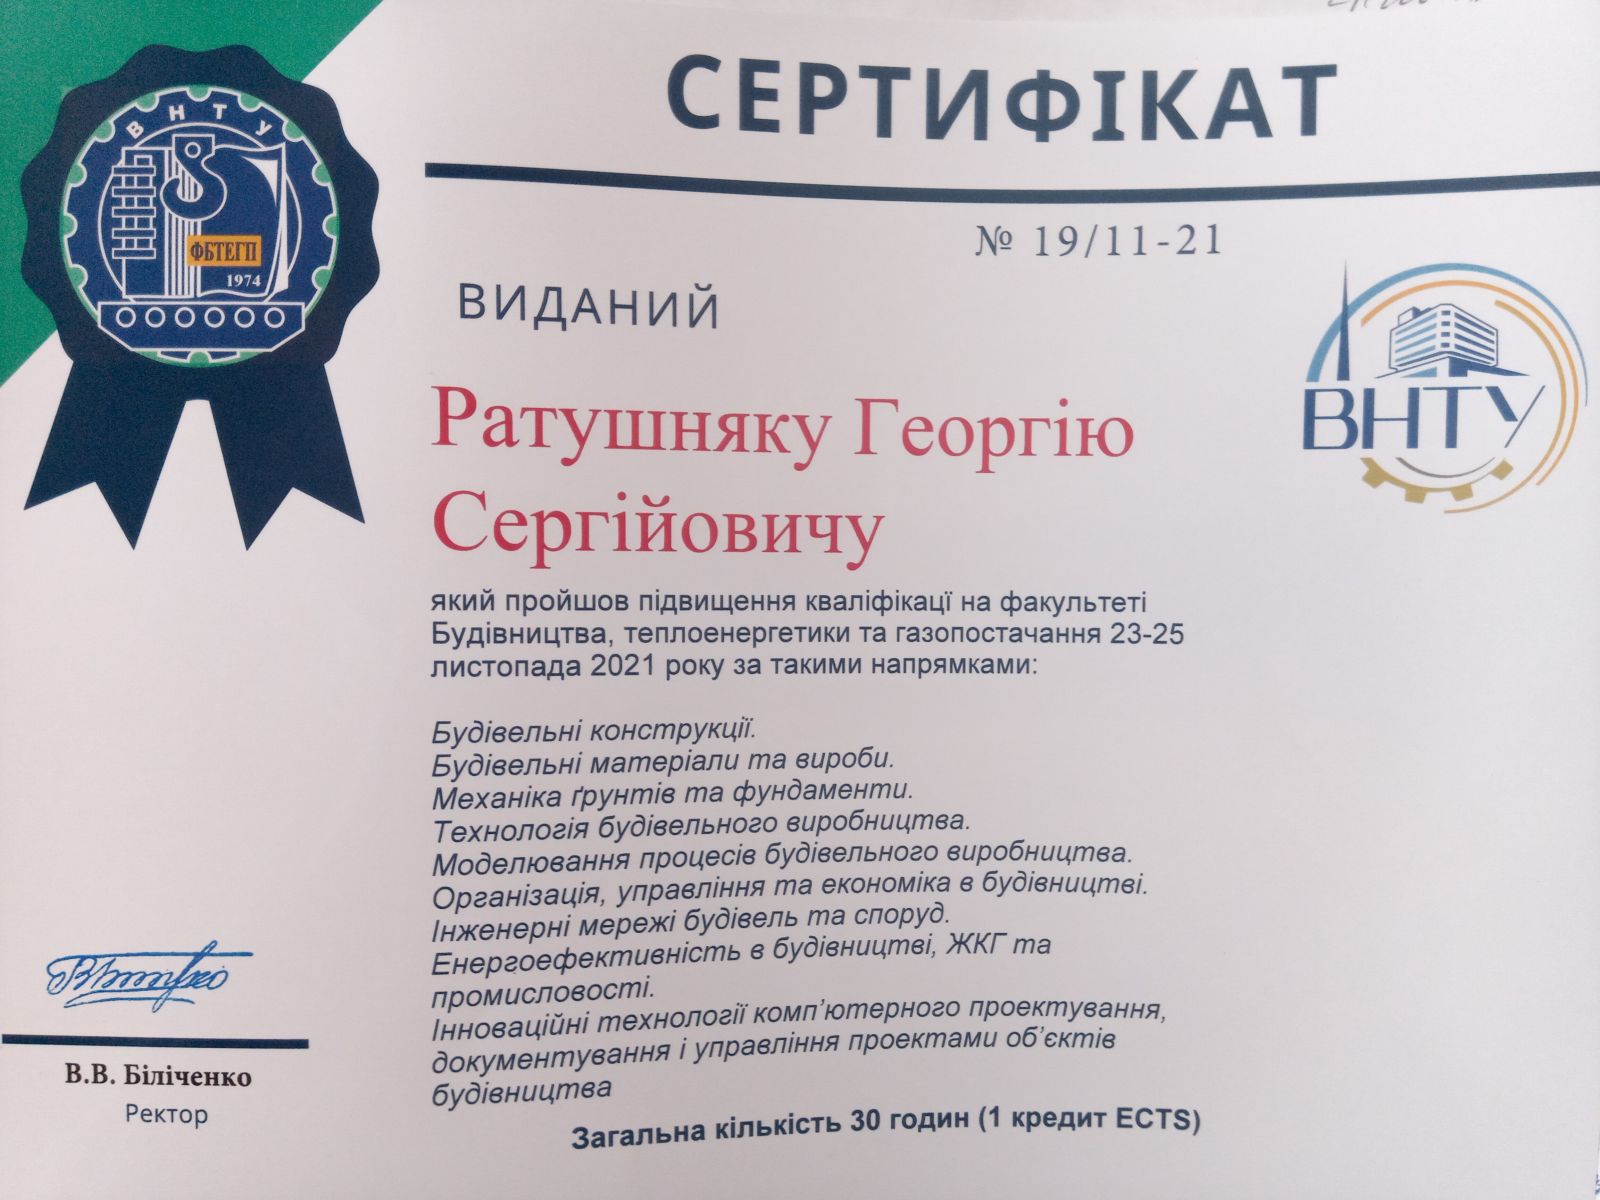 СЕРТИФІКАТ
№ 19/11-21
ВНТУ
ФБТЕГП
1974
ВИДАНИЙ
ВНТУ
Ратушняку Георгію
Сергійовичу
який пройшов підвищення кваліфікації на факультеті
Будівництва, теплоенергетики та газопостачання 23-25
листопада 2021 року за такими напрямками:
Будівельні конструкції.
Будівельні матеріали та вироби.
Механіка ґрунтів та фундаменти.
Технологія будівельного виробництва.
Моделювання процесів будівельного виробництва.
Організація, управління та економіка в будівництві.
Інженерні мережі будівель та споруд.
Енергоефективність в будівництві, ЖКГ та
промисловості.
Інноваційні технології комп’ютерного проектування,
документування і управління проектами об’єктів
будівництва
Загальна кількість 30 годин (1 кредит ECTS)
В.В. Біліченко
Ректор